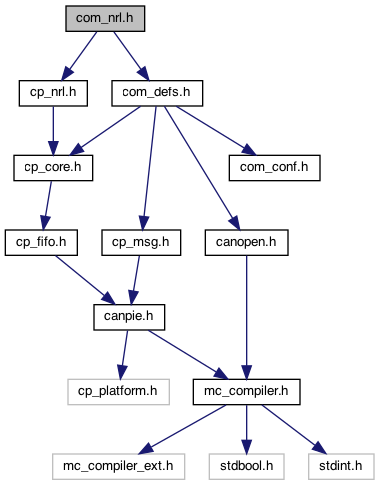 com_nrl.h
cp_nrl.h
com_defs.h
cp_core.h
com_conf.h
cp_fifo.h
cp_msg.h
canopen.h
canpie.h
cp_platform.h
mc_compiler.h
mc_compiler_ext.h
stdbool.h
stdint.h